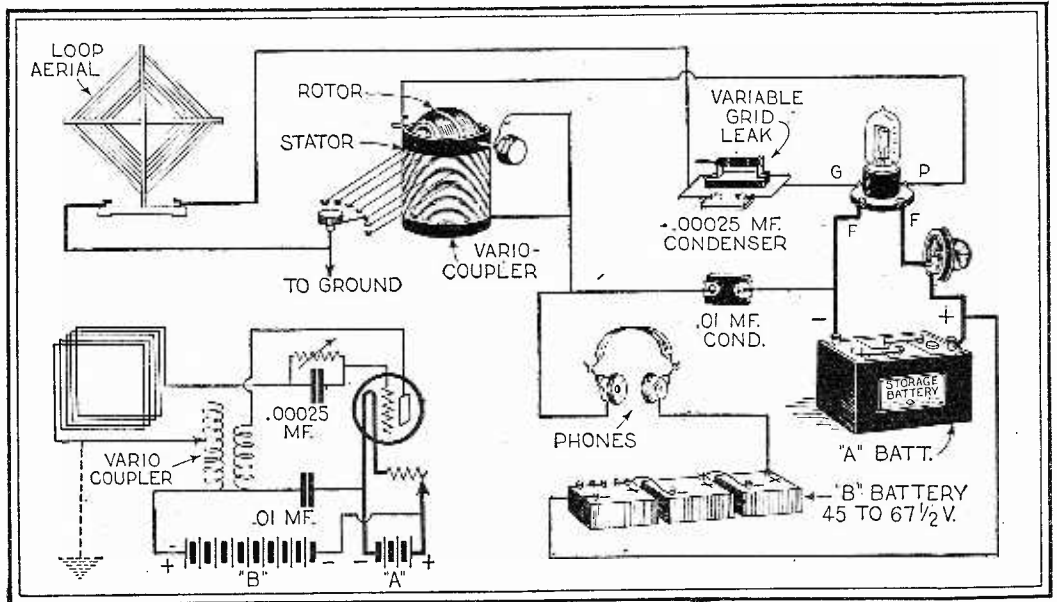 LOOP
AERIAL
ROTOR
STATOR
TO GROUND
VARIO-
COUPLER
VARIABLE
GRID
LEAK
.00025 MF.
CONDENSER
G
P
F
F
.01 MF.
COND.
PHONES
-
+
STORAGE
BATTERY
"A" BATT.
"B" BATTERY
45 TO 67½ V.
.00025
MF.
VARIO
COUPLER
.01 MF.
-
+
"B"
-
-
"A"
+